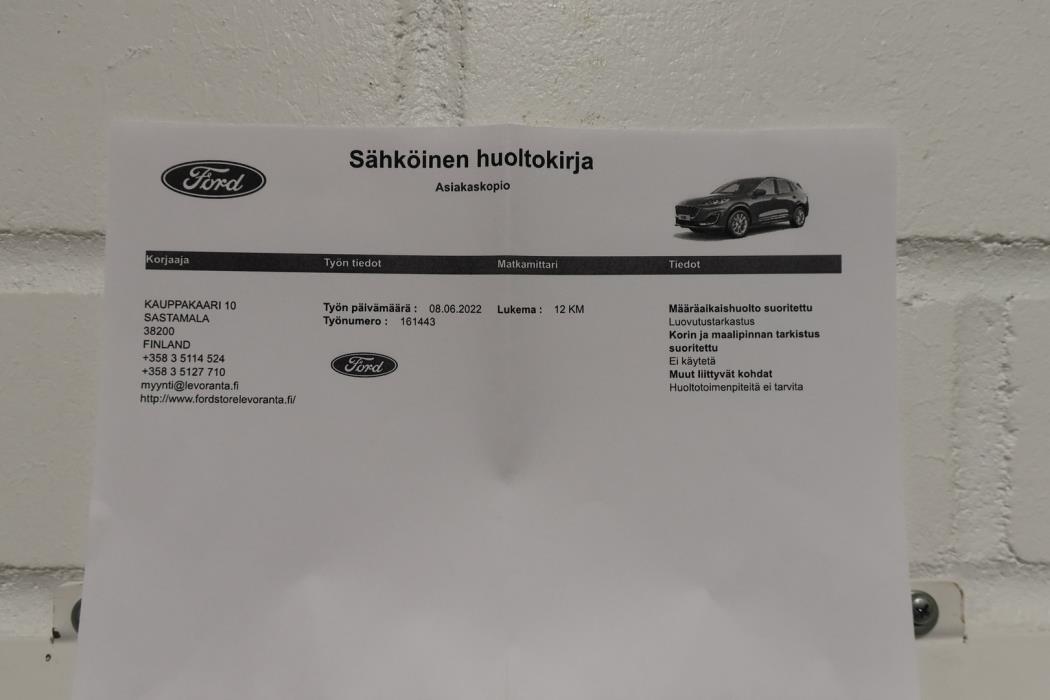 Sähköinen huoltokirja
Asiakaskopio
Ford
Korjaaja Työn tiedot Matkamittari Tiedot
KAUPPAKAARI 10
SASTAMALA
38200
FINLAND
+358 3 5114 524
+358 3 5127 710
myynti@levoranta.fi
http://www.fordstorelevoranta.fi/
Työn päivämäärä : 08.06.2022
Työnumero : 161443
Ford
Lukema : 12 KM
Määräaikaishuolto suoritettu
Luovutustarkastus
Korin ja maalipinnan tarkistus
suoritettu
Ei käytetä
Muut liittyvät kohdat
Huoltotoimenpiteitä ei tarvita